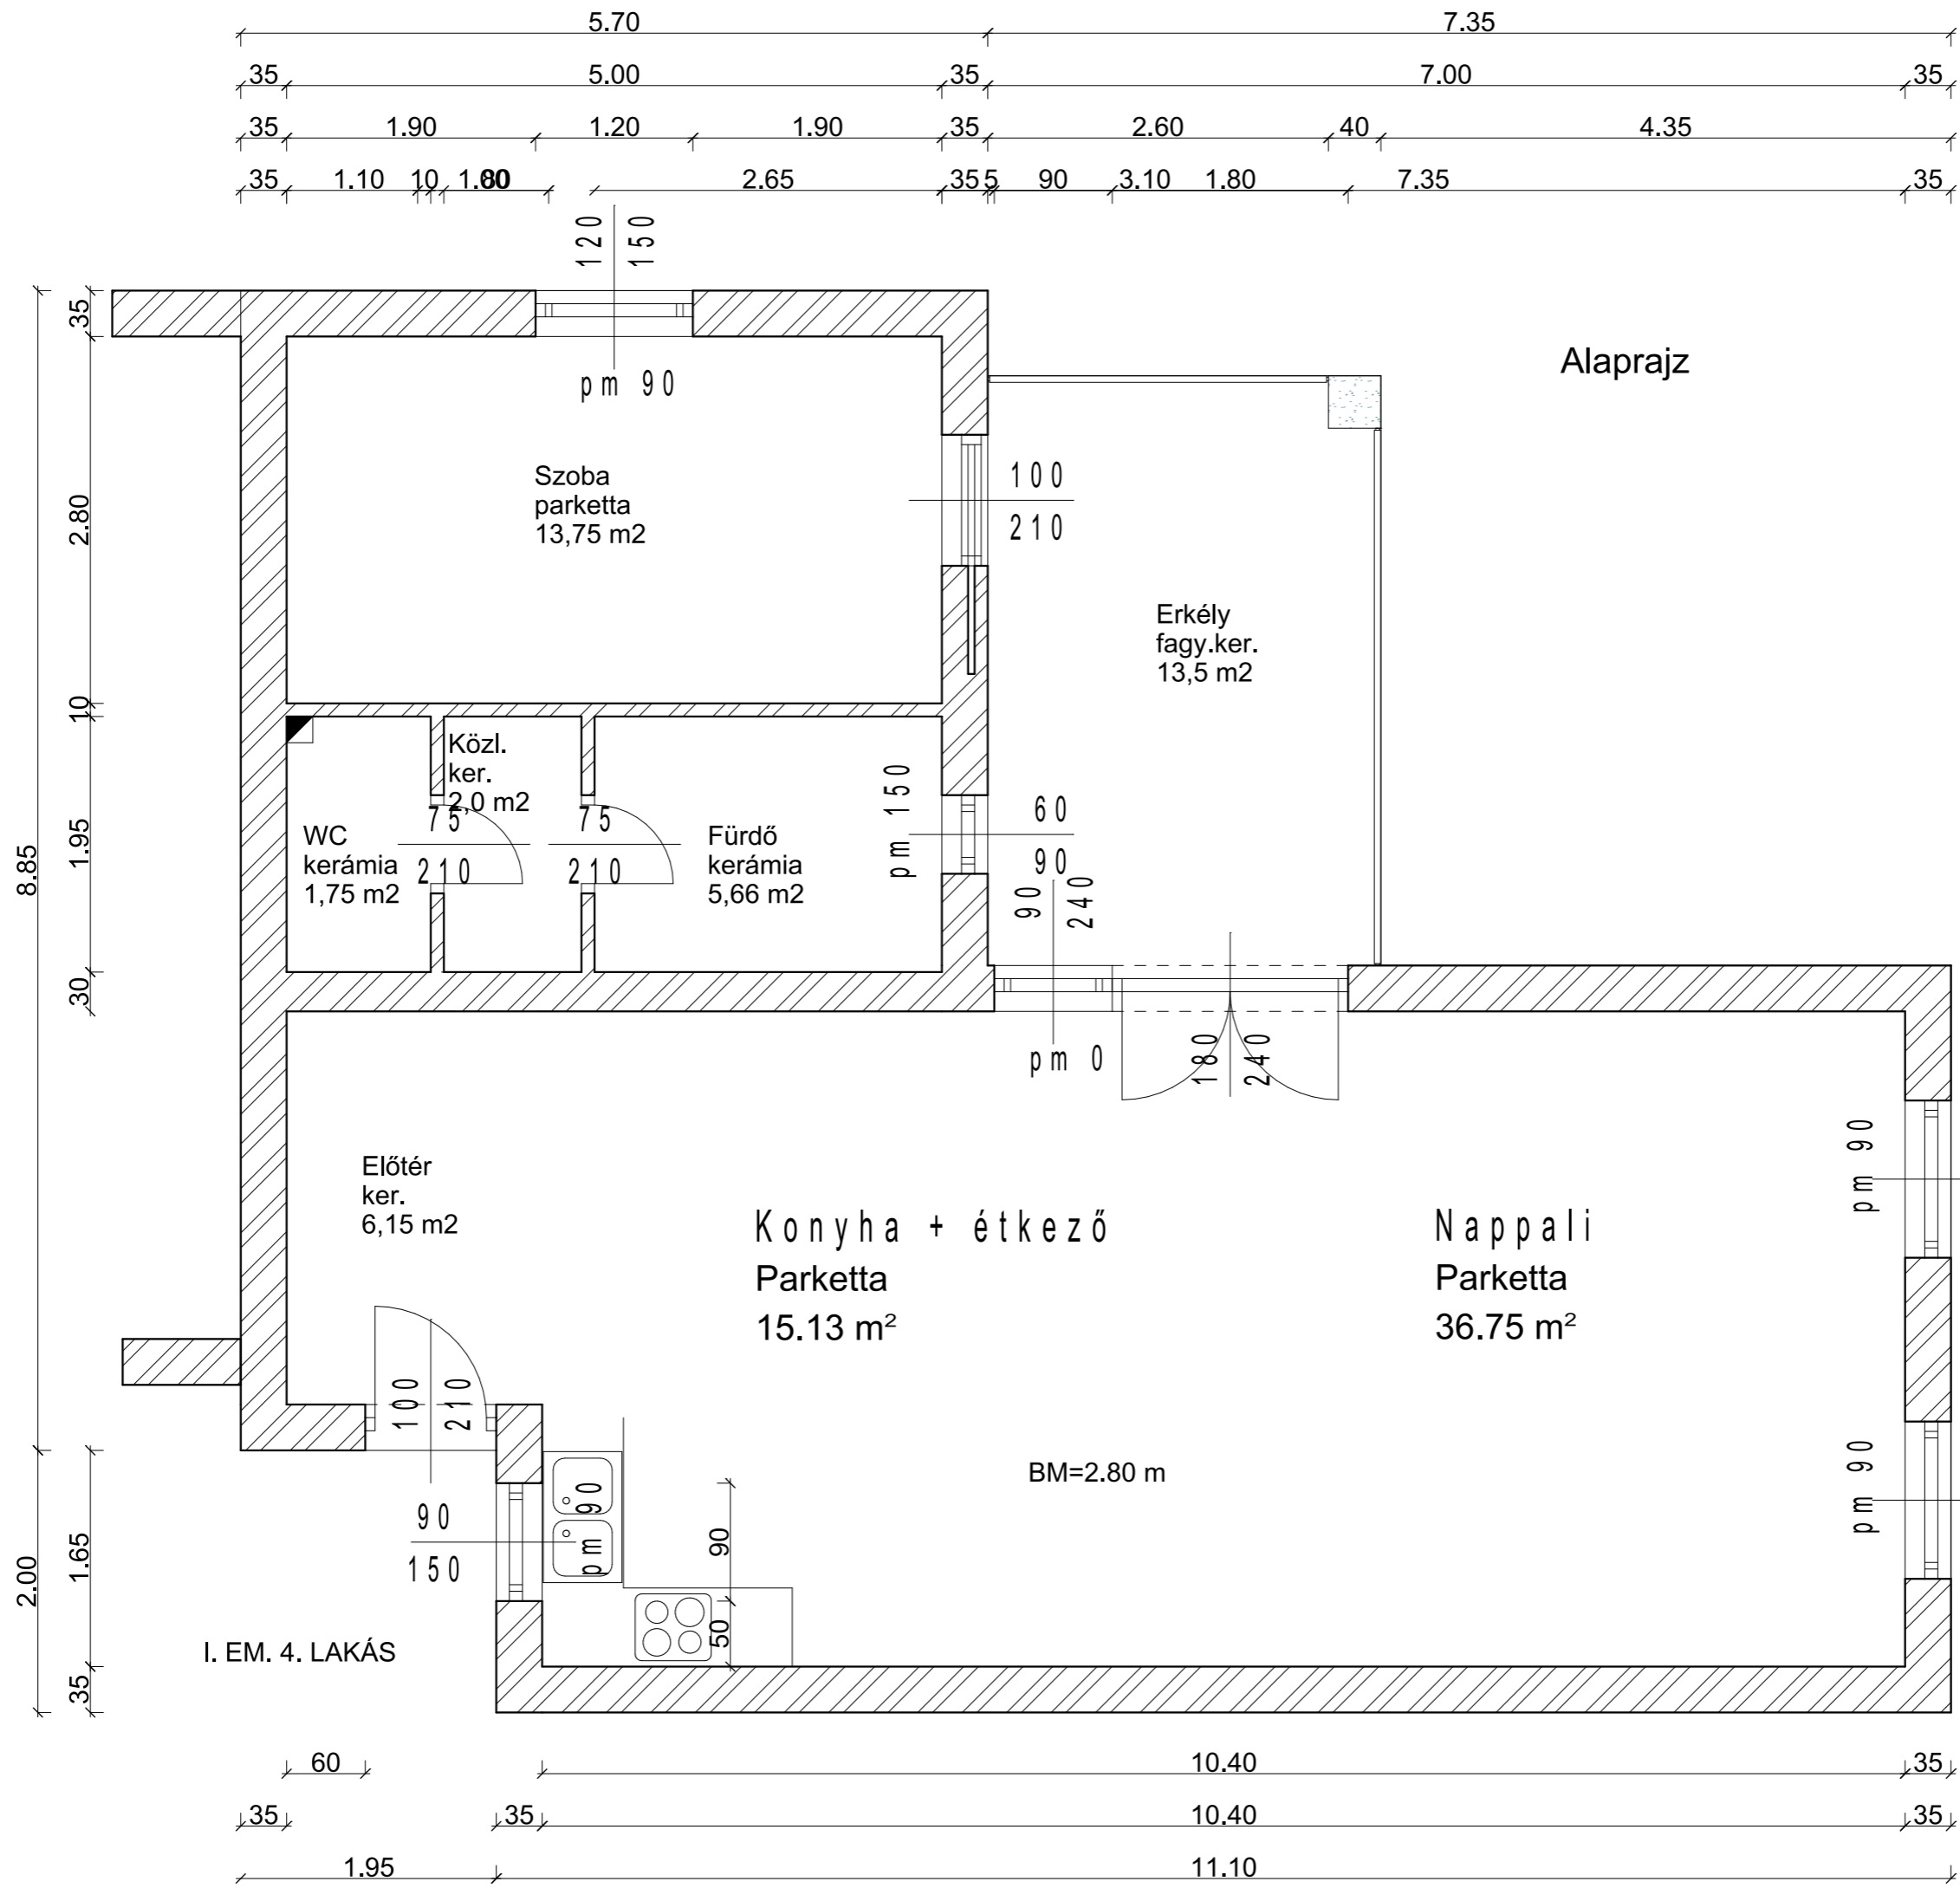 5.70 7.35
35 5.00 35 7.00 35
35 1.90 1.20 1.90 35 2.60 40 4.35
35 1.10 10 2.65 35 5 90 3.10 1.80 7.35 35
120
150
pm 90
Alaprajz
Szoba
parketta
13,75 m2
100
210
Erkély
fagy.ker.
13,5 m2
Közl.
ker.
2,0 m2
75
210
75
210
WC
kerámia
1,75 m2
Fürdő
kerámia
5,66 m2
pm 150
60
90
90
240
pm 0
180
240
Előtér
ker.
6,15 m2
Konyha + étkező
Parketta
15.13 m²
Nappali
Parketta
36.75 m²
pm 90
pm 90
100
210
BM=2.80 m
90
150
pm 90
90
50
I. EM. 4. LAKÁS
8.85
2.00
35
2.80
10
1.95
30
1.65
35
60 10.40 35
35 35 10.40 35
1.95 11.10